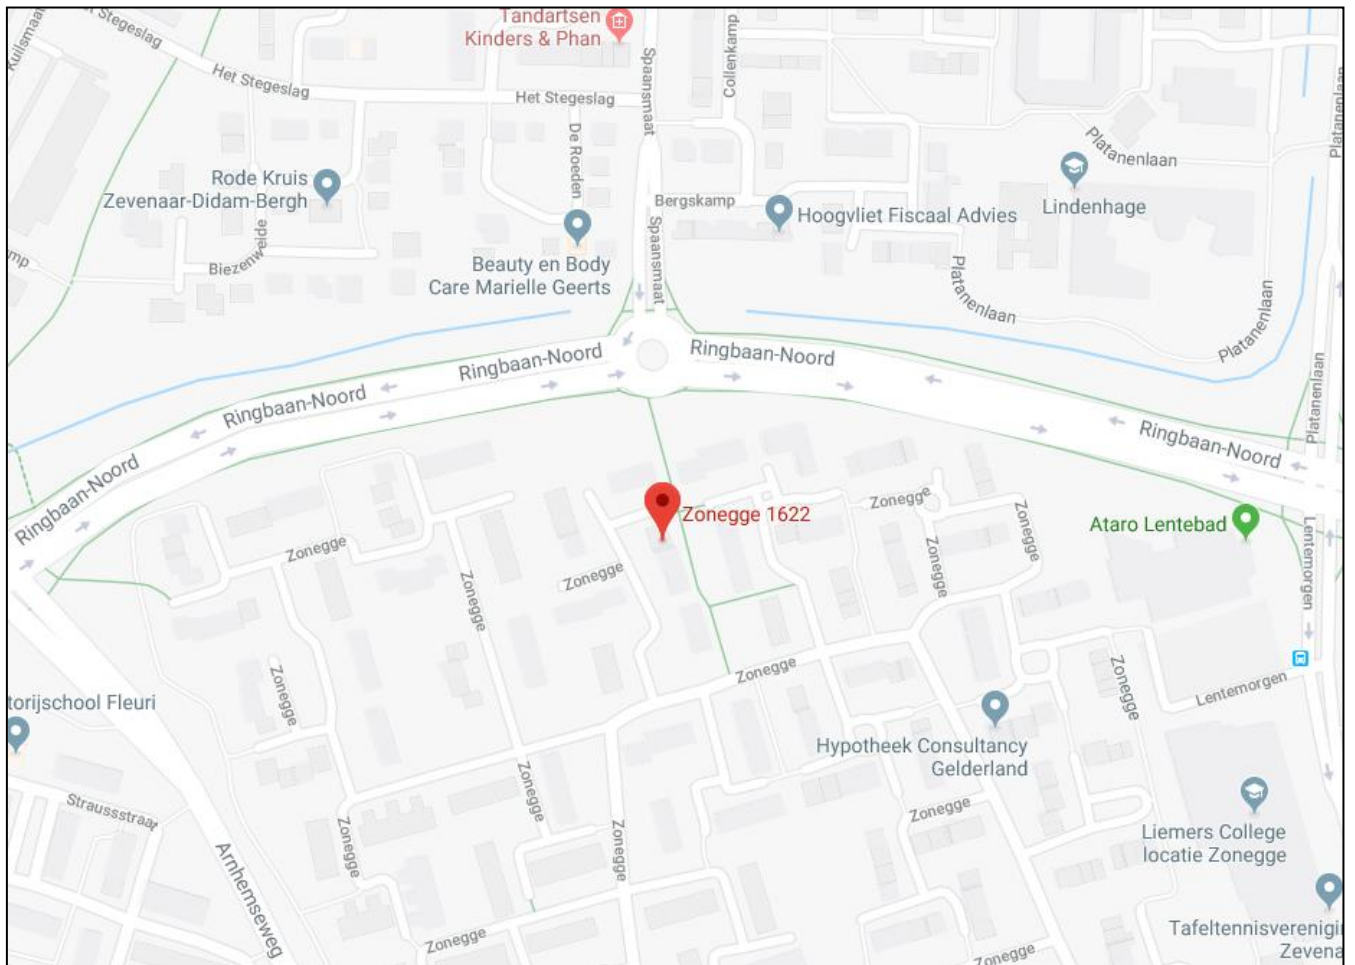 Kuilsmaat
Het Stegeslag
Tandartsen
Kinders & Phan
Spaansmaat
Collenkamp
Platanenlaan
Het Stegeslag
Het Stegeslag
De Roeden
Platanenlaan
Rode Kruis
Zevenaar-Didam-Bergh
Bergskamp
Hoogvliet Fiscaal Advies
Lindenhage
Spaansmaat
Biezenweide
mp
Beauty en Body
Care Marielle Geerts
Platanenlaan
Platanenlaan
Ringbaan-Noord
Ringbaan-Noord
Ringbaan-Noord
Platanenlaan
Ringbaan-Noord
Ringbaan-Noord
Zonegge 1622
Zonegge
Zonegge
Ataro Lentebad
Zonegge
Zonegge
Zonegge
Zonegge
Lentemorgen
Zonegge
Zonegge
Zonegge
Lentemorgen
torijschool Fleuri
Hypotheek Consultancy
Gelderland
Zonegge
Zonegge
Zonegge
Zonegge
Straussstraat
Arnhemseweg
Liemers College
locatie Zonegge
Zonegge
Zonegge
Tafeltennisverenigi
Zevena